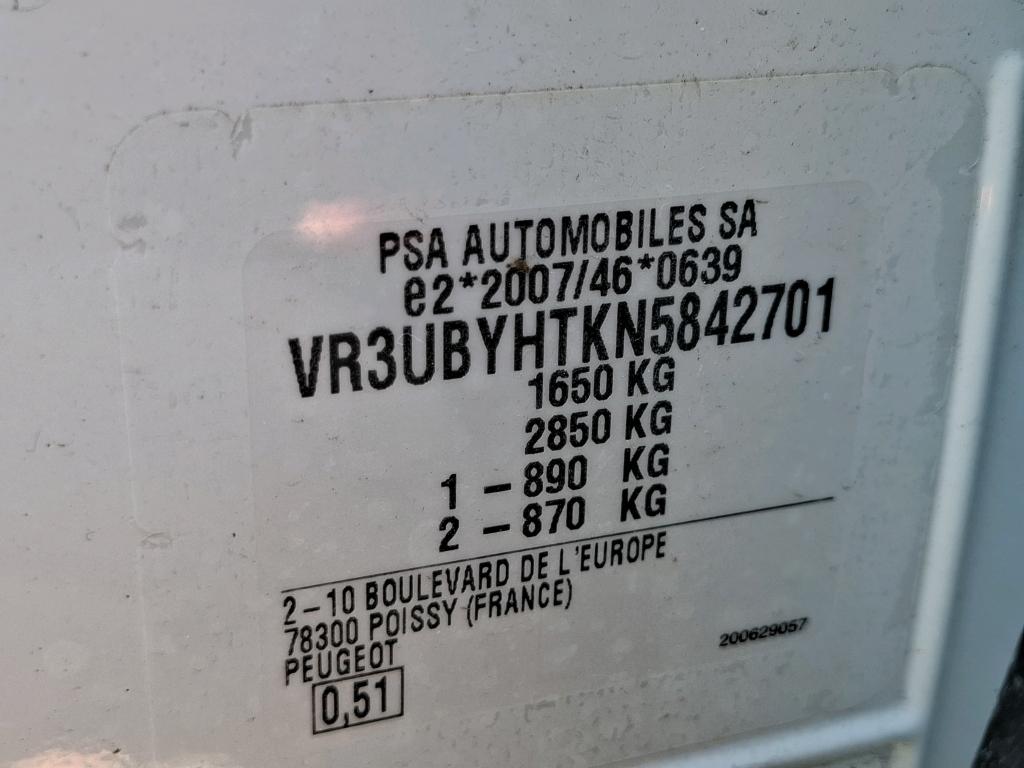 PSA AUTOMOBILES SA
e2*2007/46*0639
VR3UBYHTKN5842701
1650 KG
2850 KG
1 – 890 KG
2 – 870 KG
2–10 BOULEVARD DE L'EUROPE
78300 POISSY (FRANCE)
PEUGEOT
200629057
0,51